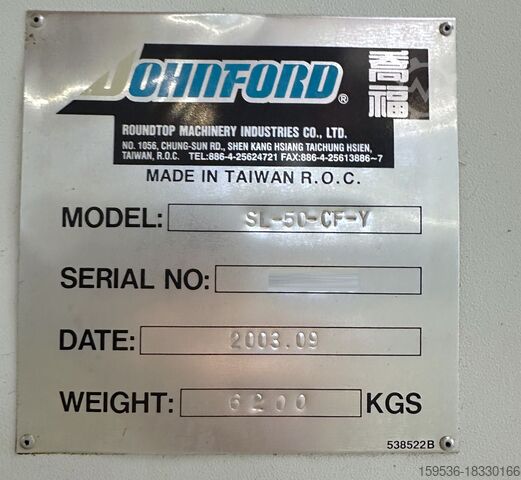 JOHNFORD ®
喬福
ROUNDTOP MACHINERY INDUSTRIES CO., LTD.
NO. 1056, CHUNG-SUN RD., SHEN KANG HSIANG TAICHUNG HSIEN,
TAIWAN, R.O.C. TEL:886-4-25624721 FAX:886-4-25613886~7
MADE IN TAIWAN R.O.C.
MODEL: SL-50-CF-Y
SERIAL NO:
DATE: 2003.09
WEIGHT: 6200 KGS
538522B
159536-18330166